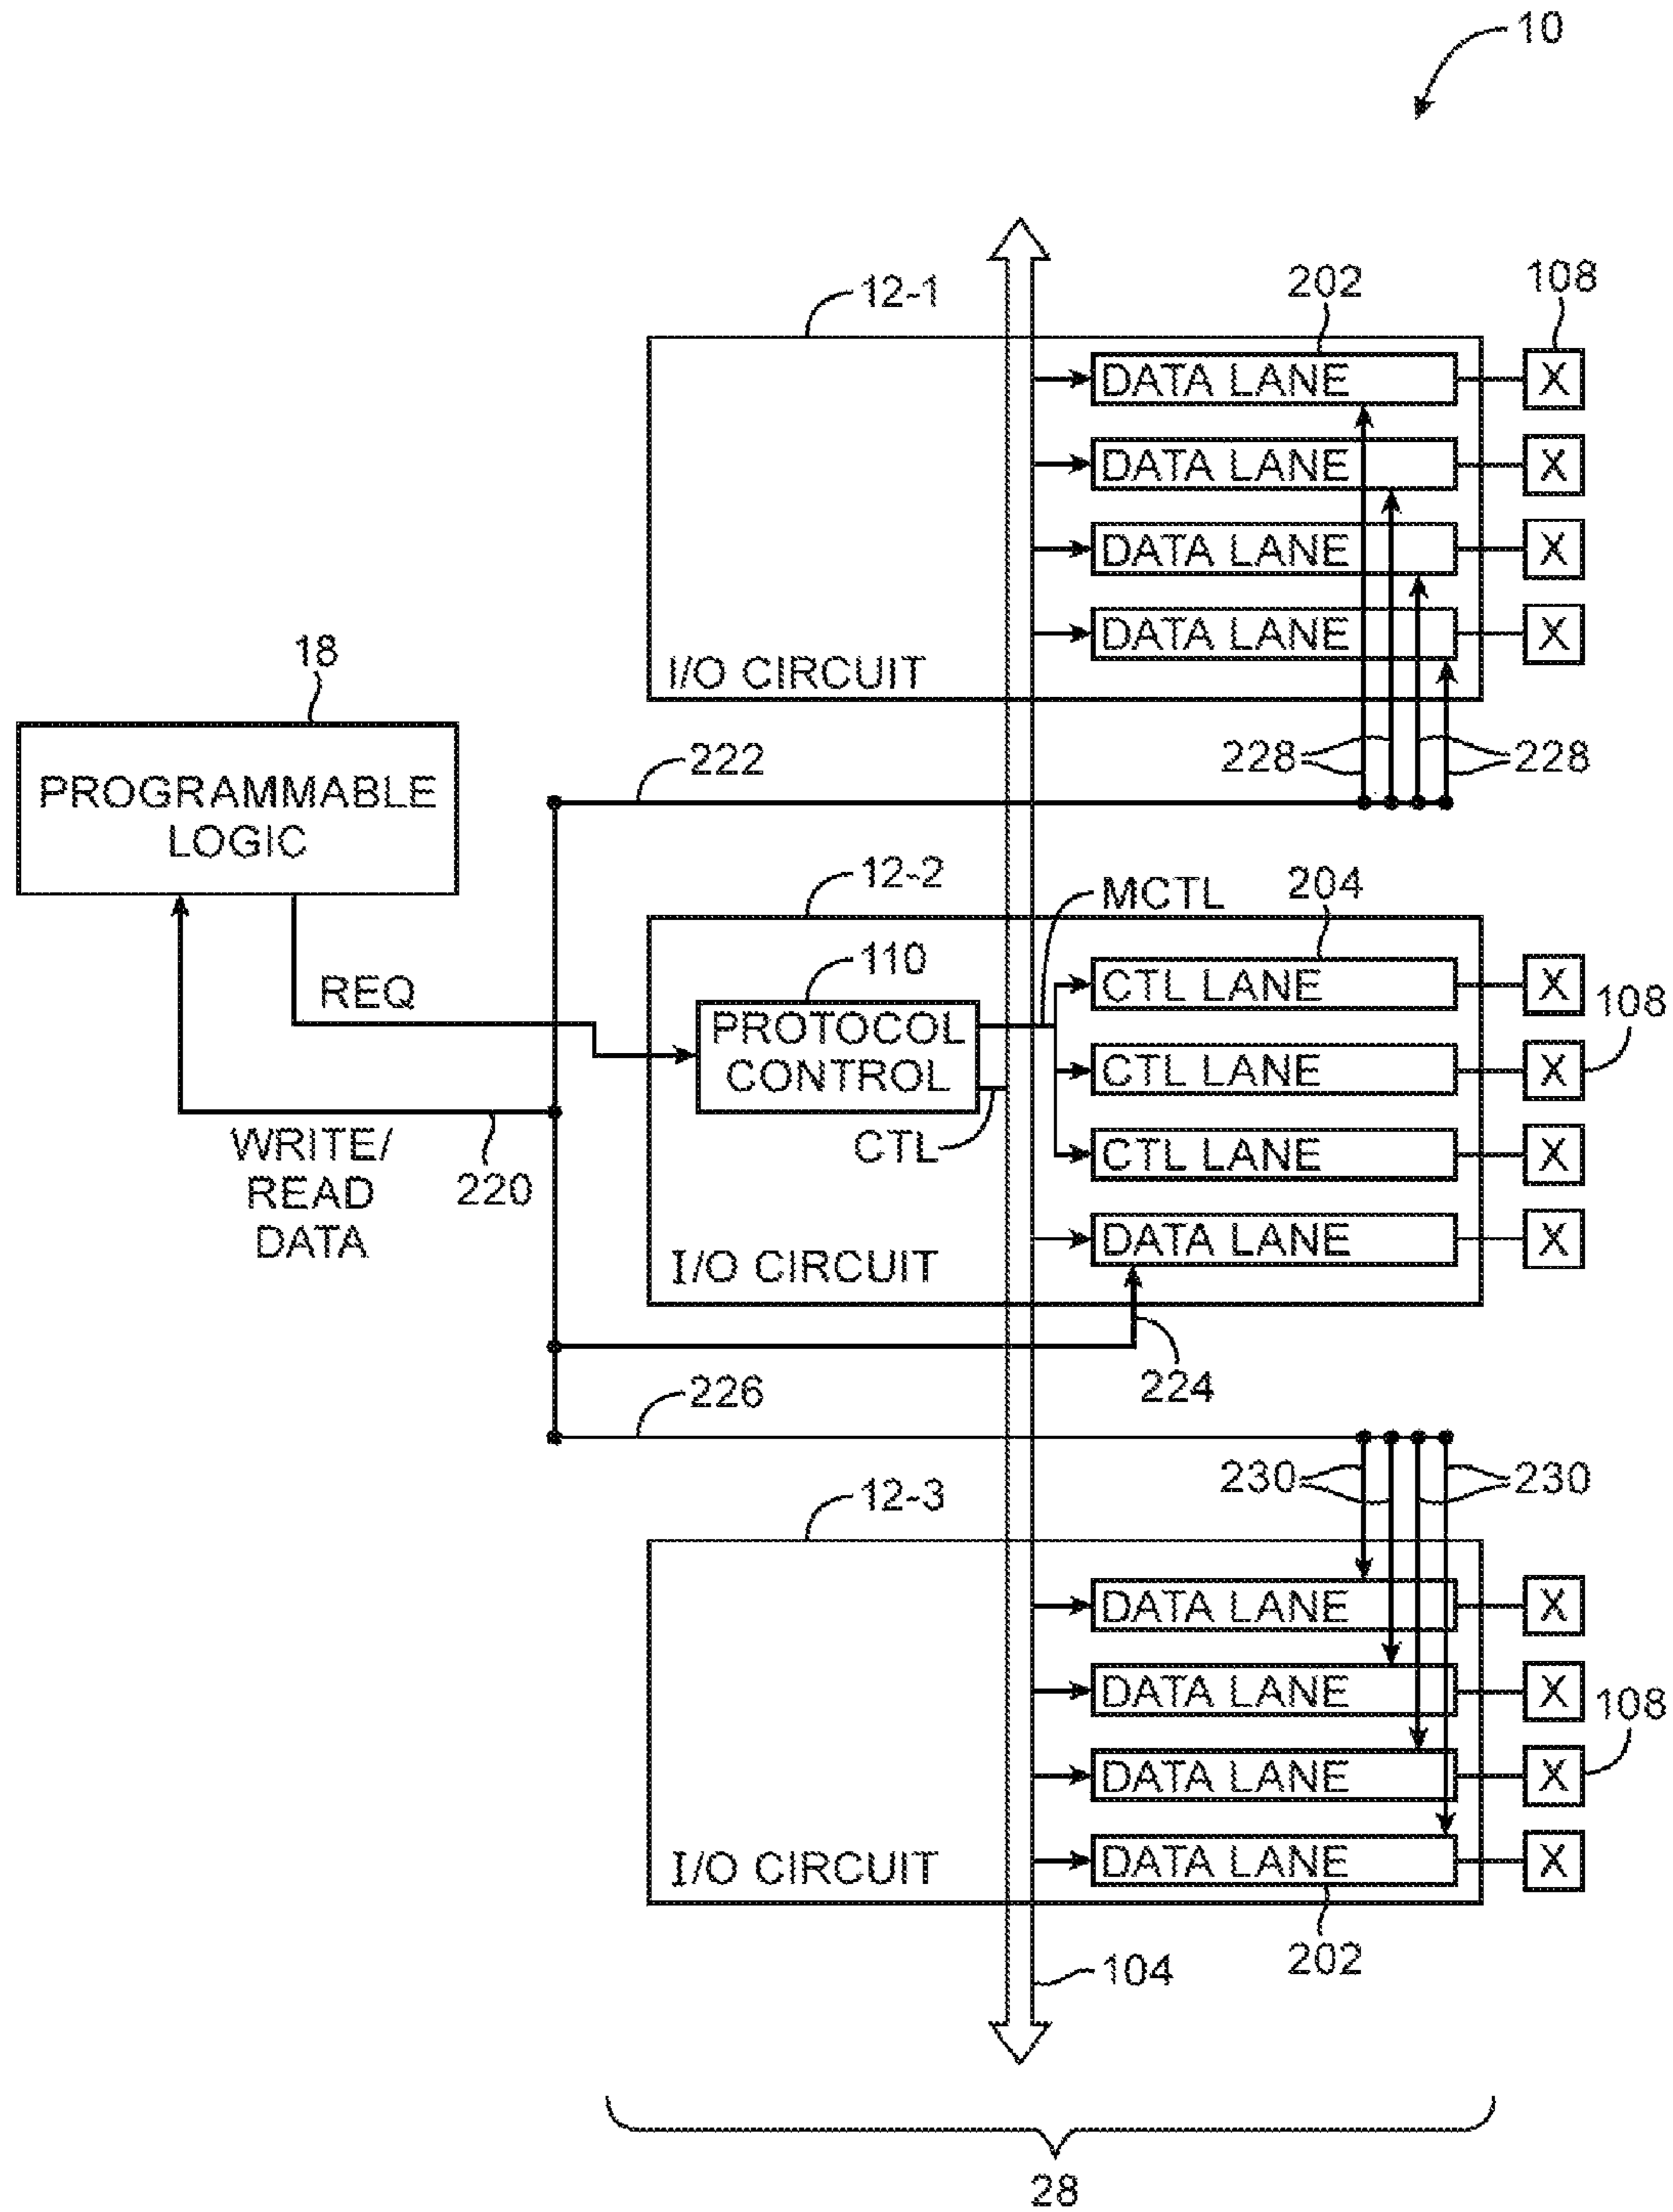 10
12-1
202
108
DATA LANE
X
DATA LANE
X
DATA LANE
X
DATA LANE
X
I/O CIRCUIT
18
PROGRAMMABLE
LOGIC
222
228
228
12-2
MCTL
204
REQ
110
PROTOCOL
CONTROL
CTL
CTL LANE
X
108
CTL LANE
X
CTL LANE
X
DATA LANE
X
WRITE/
READ
DATA
220
I/O CIRCUIT
224
226
230
230
12-3
DATA LANE
X
DATA LANE
X
108
DATA LANE
X
DATA LANE
X
I/O CIRCUIT
202
104
28